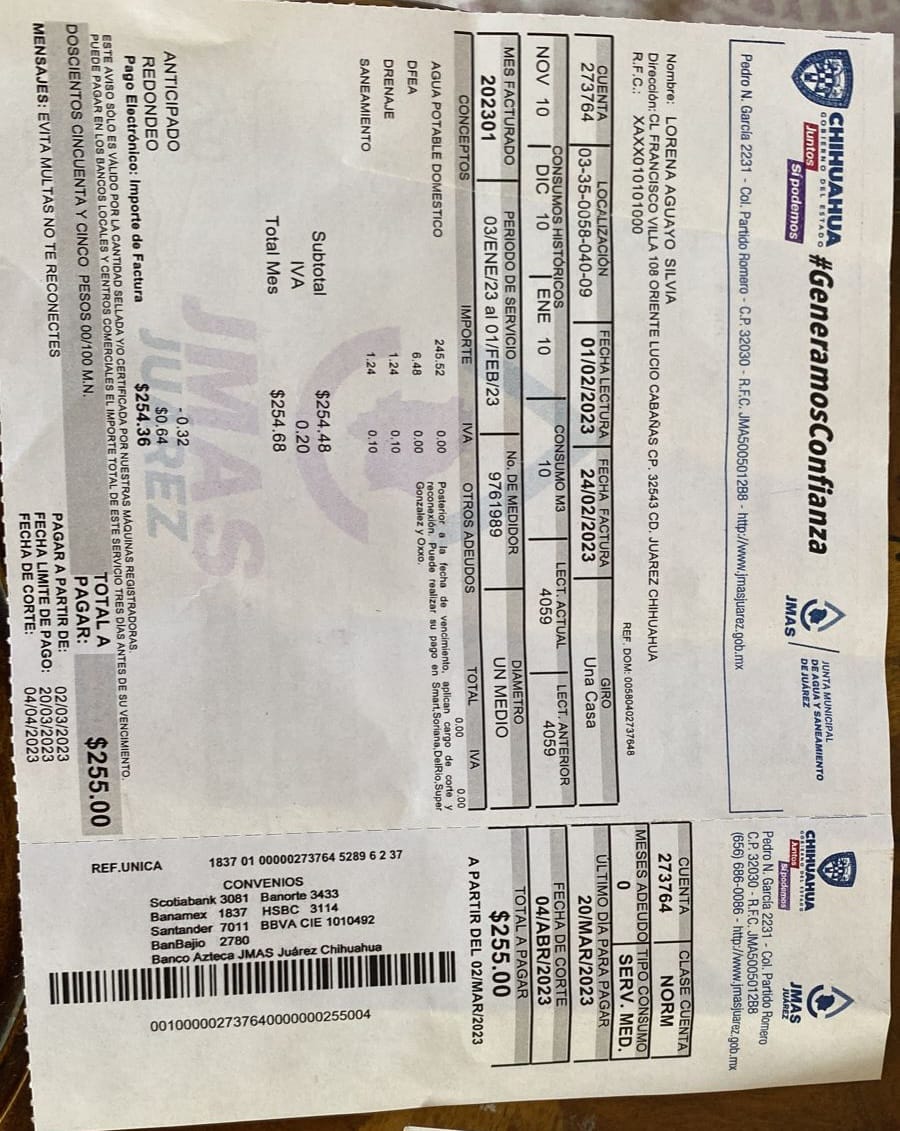 CHIHUAHUA
GOBIERNO DEL ESTADO
Juntos
Sí podemos
#GeneramosConfianza
JMAS
JUNTA MUNICIPAL
DE AGUA Y SANEAMIENTO
DE JUÁREZ
Pedro N. García 2231 - Col. Partido Romero - C.P. 32030 - R.F.C. JMA5005012B8 - http://www.jmasjuarez.gob.mx
REF. DOM: 00580402737648
Nombre: LORENA AGUAYO SILVIA
Dirección:CL FRANCISCO VILLA 108 ORIENTE LUCIO CABAÑAS CP. 32543 CD. JUAREZ CHIHUAHUA
R.F.C.: XAXX010101000
CUENTA LOCALIZACIÓN FECHA LECTURA FECHA FACTURA GIRO
273764 03-35-0058-040-09 01/02/2023 24/02/2023 Una Casa
CONSUMOS HISTÓRICOS CONSUMO M3 LECT. ACTUAL LECT. ANTERIOR
NOV 10 DIC 10 ENE 10 10 4059 4059
MES FACTURADO PERIODO DE SERVICIO No. DE MEDIDOR DIAMETRO
202301 03/ENE/23 al 01/FEB/23 9761989 UN MEDIO
CONCEPTOS IMPORTE IVA OTROS ADEUDOS TOTAL IVA
0.00 0.00
AGUA POTABLE DOMESTICO 245.52 0.00
DFEA 6.48 0.00
DRENAJE 1.24 0.10
SANEAMIENTO 1.24 0.10
Posterior a la fecha de vencimiento, aplican cargo de corte y
reconexión. Puede realizar su pago en Smart,Soriana,DelRio,Super
Gonzalez y Oxxo.
Subtotal $254.48
IVA 0.20
Total Mes $254.68
JMAS
JUÁREZ
ANTICIPADO - 0.32
REDONDEO $0.64
Pago Electrónico: Importe de Factura $254.36
ESTE AVISO SÓLO ES VÁLIDO POR LA CANTIDAD SELLADA Y/O CERTIFICADA POR NUESTRAS MÁQUINAS REGISTRADORAS.
PUEDE PAGAR EN LOS BANCOS LOCALES Y CENTROS COMERCIALES EL IMPORTE TOTAL DE ESTE SERVICIO TRES DÍAS ANTES DE SU VENCIMIENTO.
DOSCIENTOS CINCUENTA Y CINCO PESOS 00/100 M.N.
TOTAL A
PAGAR: $255.00
MENSAJES: EVITA MULTAS NO TE RECONECTES
PAGAR A PARTIR DE: 02/03/2023
FECHA LIMITE DE PAGO: 20/03/2023
FECHA DE CORTE: 04/04/2023
CHIHUAHUA
GOBIERNO DEL ESTADO
Juntos
Sí podemos
JMAS
JUÁREZ
Pedro N. García 2231 - Col. Partido Romero
C.P. 32030 - R.F.C. JMA5005012B8
(656) 686-0086 - http://www.jmasjuarez.gob.mx
CUENTA CLASE CUENTA
273764 NORM
MESES ADEUDO TIPO CONSUMO
0 SERV. MED.
ÚLTIMO DÍA PARA PAGAR
20/MAR/2023
FECHA DE CORTE
04/ABR/2023
TOTAL A PAGAR
$255.00
A PARTIR DEL 02/MAR/2023
REF.UNICA 1837 01 00000273764 5289 6 2 37
CONVENIOS
Scotiabank 3081 Banorte 3433
Banamex 1837 HSBC 3114
Santander 7011 BBVA CIE 1010492
BanBajio 2780
Banco Azteca JMAS Juárez Chihuahua
001000002737640000000255004